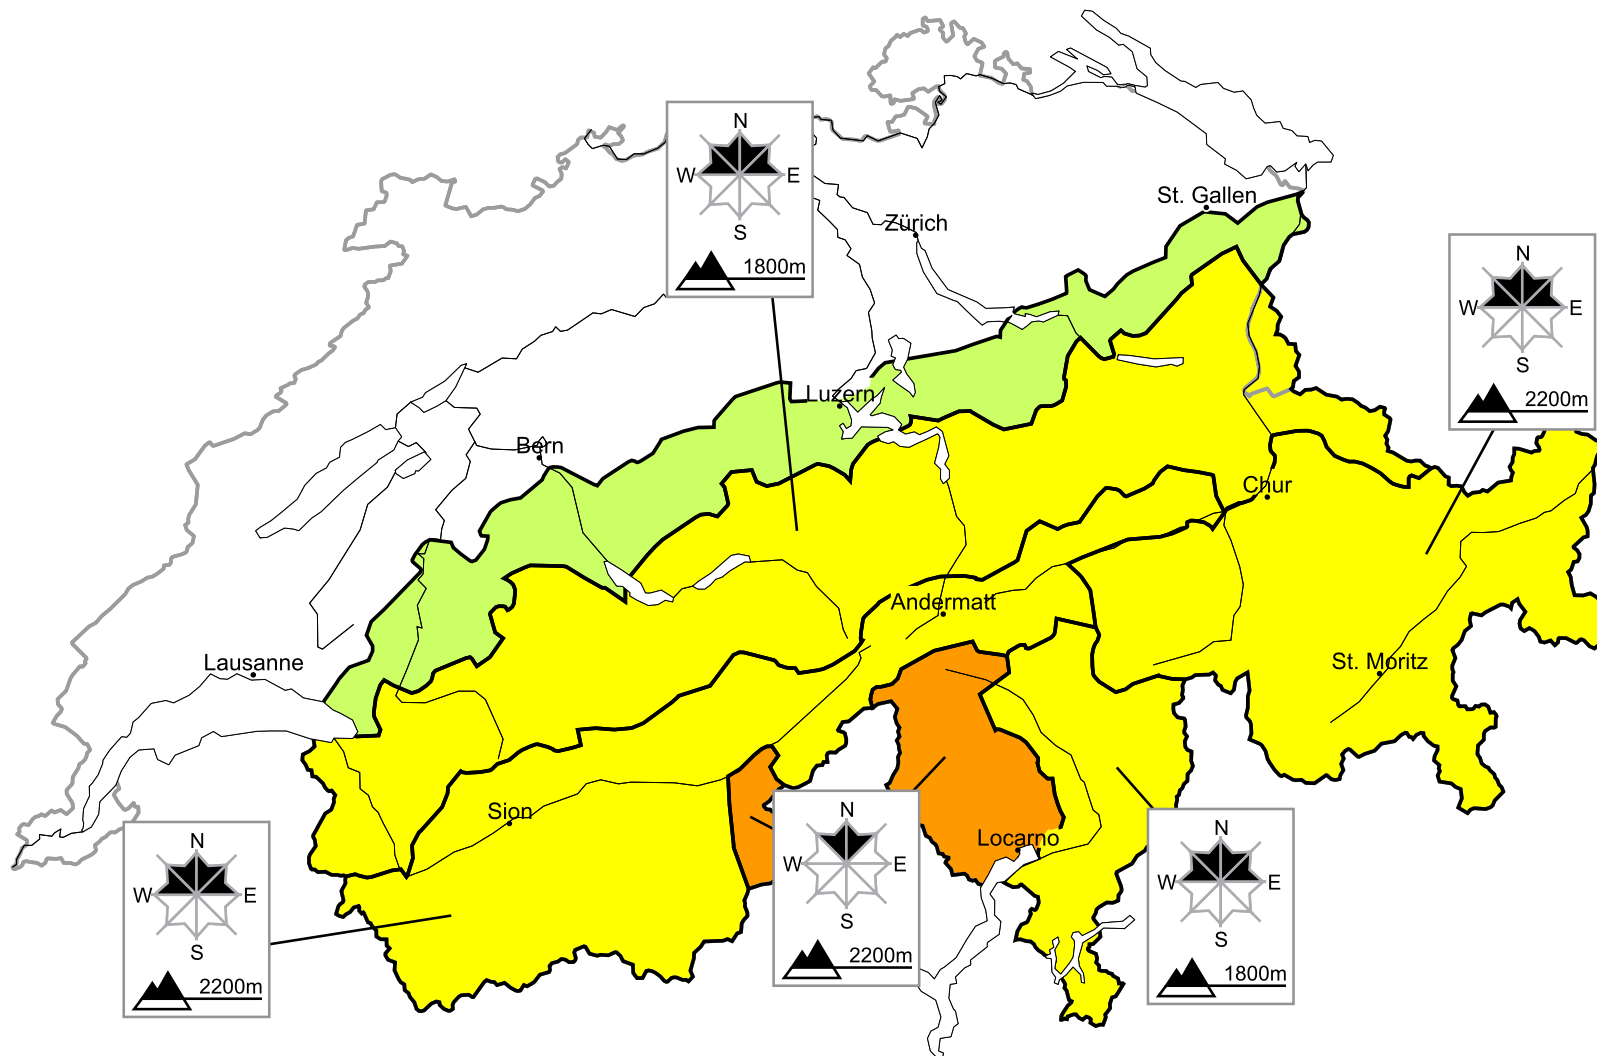 N
W E
S
1800m
St. Gallen
Zürich
N
W E
S
2200m
Luzern
Bern
Chur
Andermatt
Lausanne
St. Moritz
Sion
Locarno
N
W E
S
2200m
N
W E
S
2200m
N
W E
S
1800m